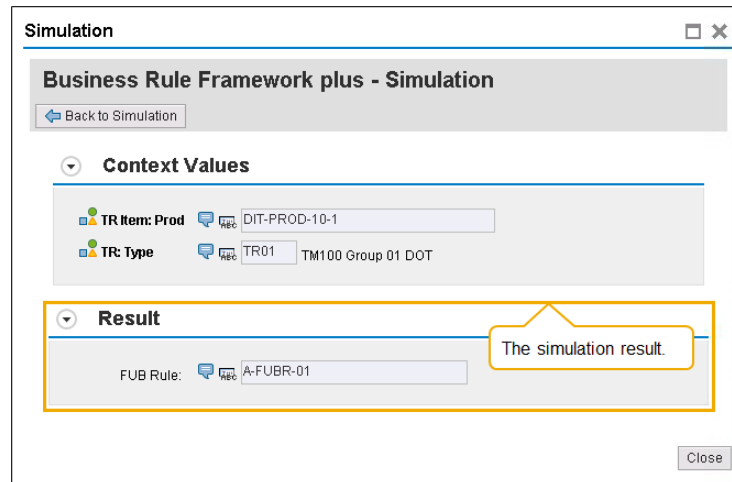 Simulation
Business Rule Framework plus - Simulation
Back to Simulation
Context Values
TR Item: Prod DIT-PROD-10-1
TR: Type TR01 TM100 Group 01 DOT
Result
The simulation result.
FUB Rule: A-FUBR-01
Close